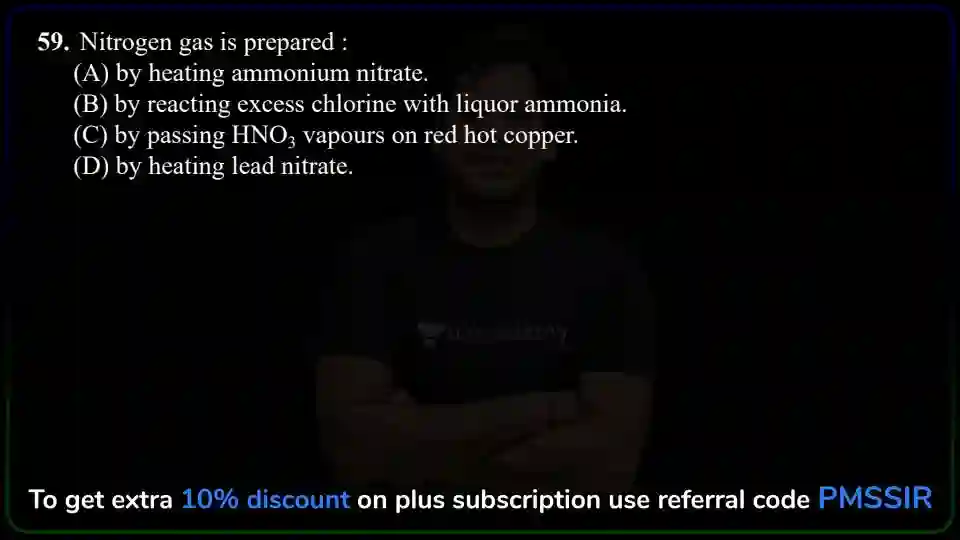 59. Nitrogen gas is prepared :
(A) by heating ammonium nitrate.
(B) by reacting excess chlorine with liquor ammonia.
(C) by passing HNO₃ vapours on red hot copper.
(D) by heating lead nitrate.
To get extra 10% discount on plus subscription use referral code PMSSIR